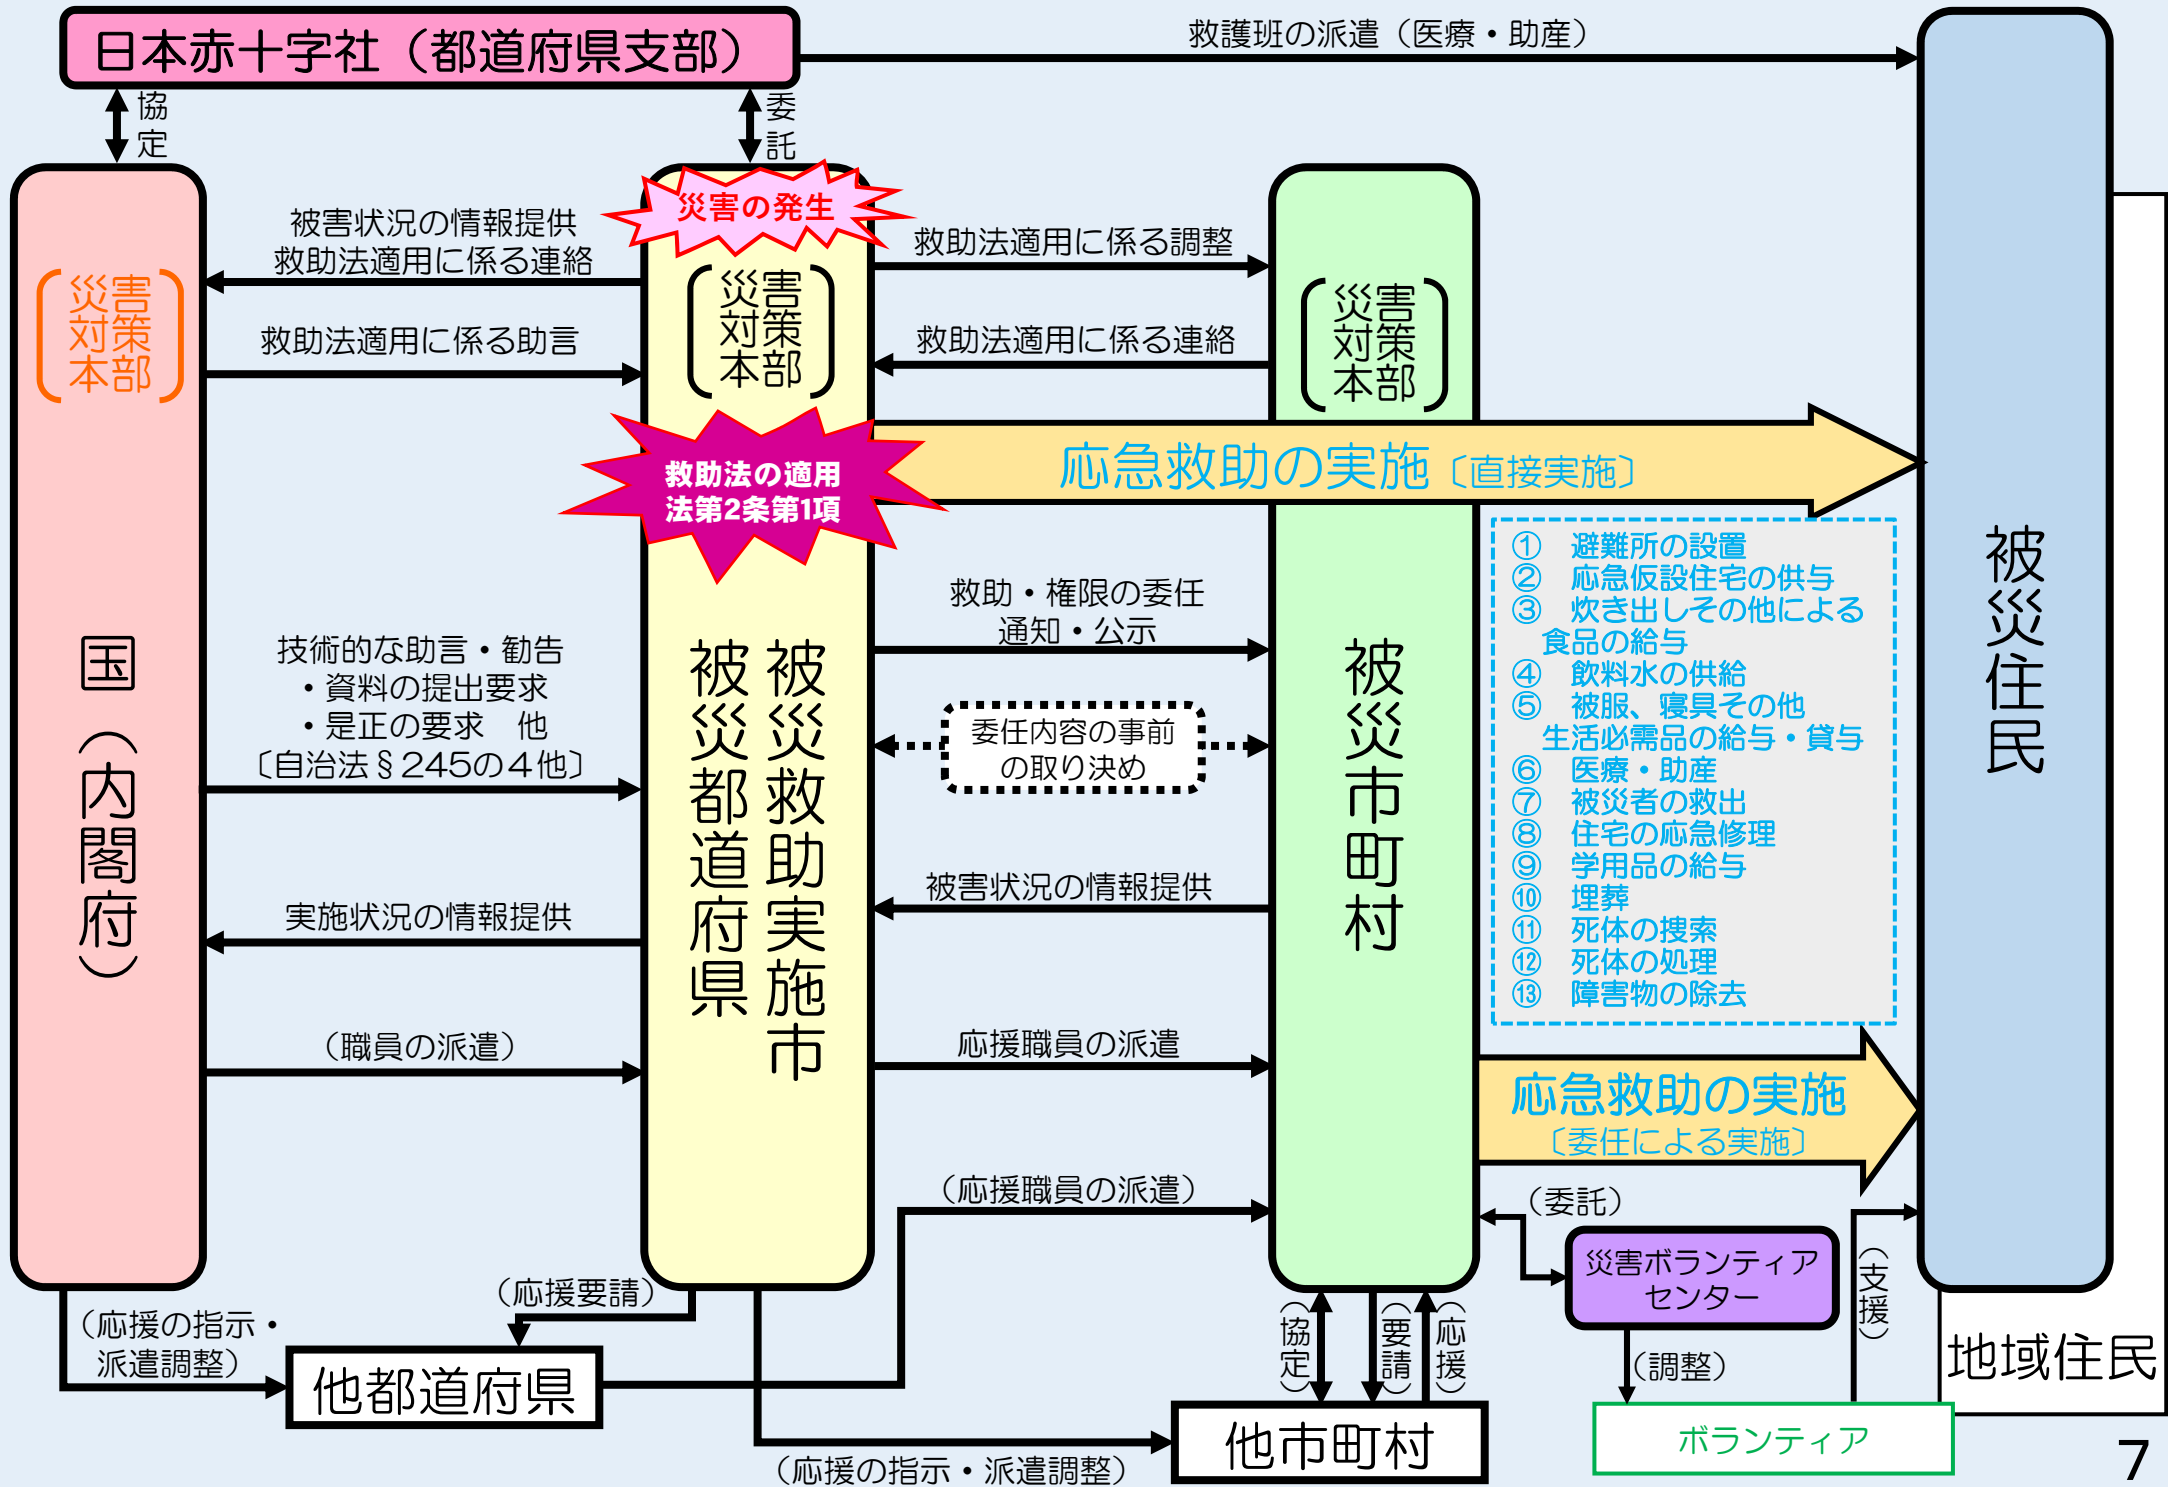 日本赤十字社（都道府県支部）
救護班の派遣（医療・助産）
協定
委託
災害の発生
被害状況の情報提供
救助法適用に係る連絡
救助法適用に係る助言
救助法適用に係る調整
救助法適用に係る連絡
災害
対策
本部
災害
対策
本部
災害
対策
本部
救助法の適用
法第2条第1項
応急救助の実施〔直接実施〕
① 避難所の設置
② 応急仮設住宅の供与
③ 炊き出しその他による
食品の給与
④ 飲料水の供給
⑤ 被服、寝具その他
生活必需品の給与・貸与
⑥ 医療・助産
⑦ 被災者の救出
⑧ 住宅の応急修理
⑨ 学用品の給与
⑩ 埋葬
⑪ 死体の捜索
⑫ 死体の処理
⑬ 障害物の除去
国（内閣府）
技術的な助言・勧告
・資料の提出要求
・是正の要求　他
〔自治法§245の４他〕
実施状況の情報提供
（職員の派遣）
被災救助実施市
被災都道府県
救助・権限の委任
通知・公示
委任内容の事前
の取り決め
被害状況の情報提供
応援職員の派遣
（応援職員の派遣）
被災市町村
被災住民
応急救助の実施
〔委任による実施〕
（委託）
災害ボランティア
センター
（支援）
（調整）
ボランティア
地域住民
（応援要請）
（応援の指示・
派遣調整）
他都道府県
（応援の指示・派遣調整）
（協定）
（要請）
（応援）
他市町村
7